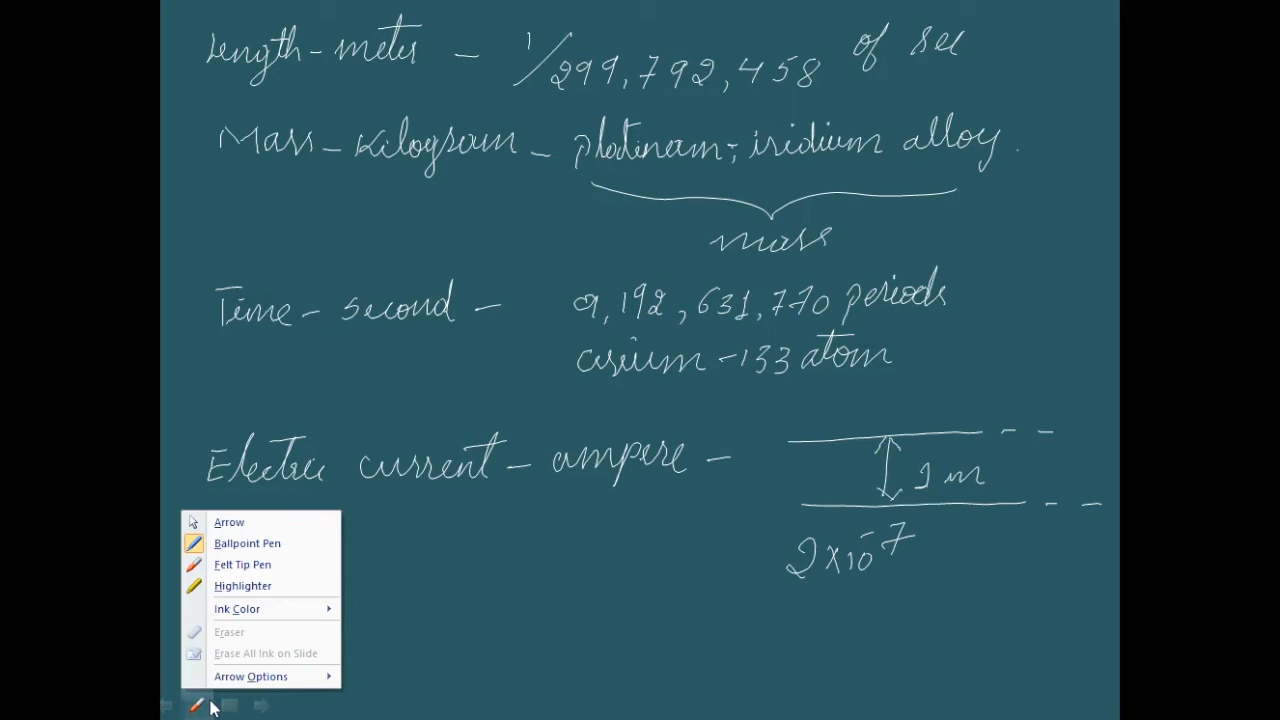 Length - meter - 1/299,792,458 of sec
Mass - Kilogram - platinum - iridium alloy.
mass
Time - second - 9,192,631,770 periods
cesium - 133 atom
Electric current - ampere -
1 m
2×10⁻⁷
Arrow
Ballpoint Pen
Felt Tip Pen
Highlighter
Ink Color
Eraser
Erase All Ink on Slide
Arrow Options